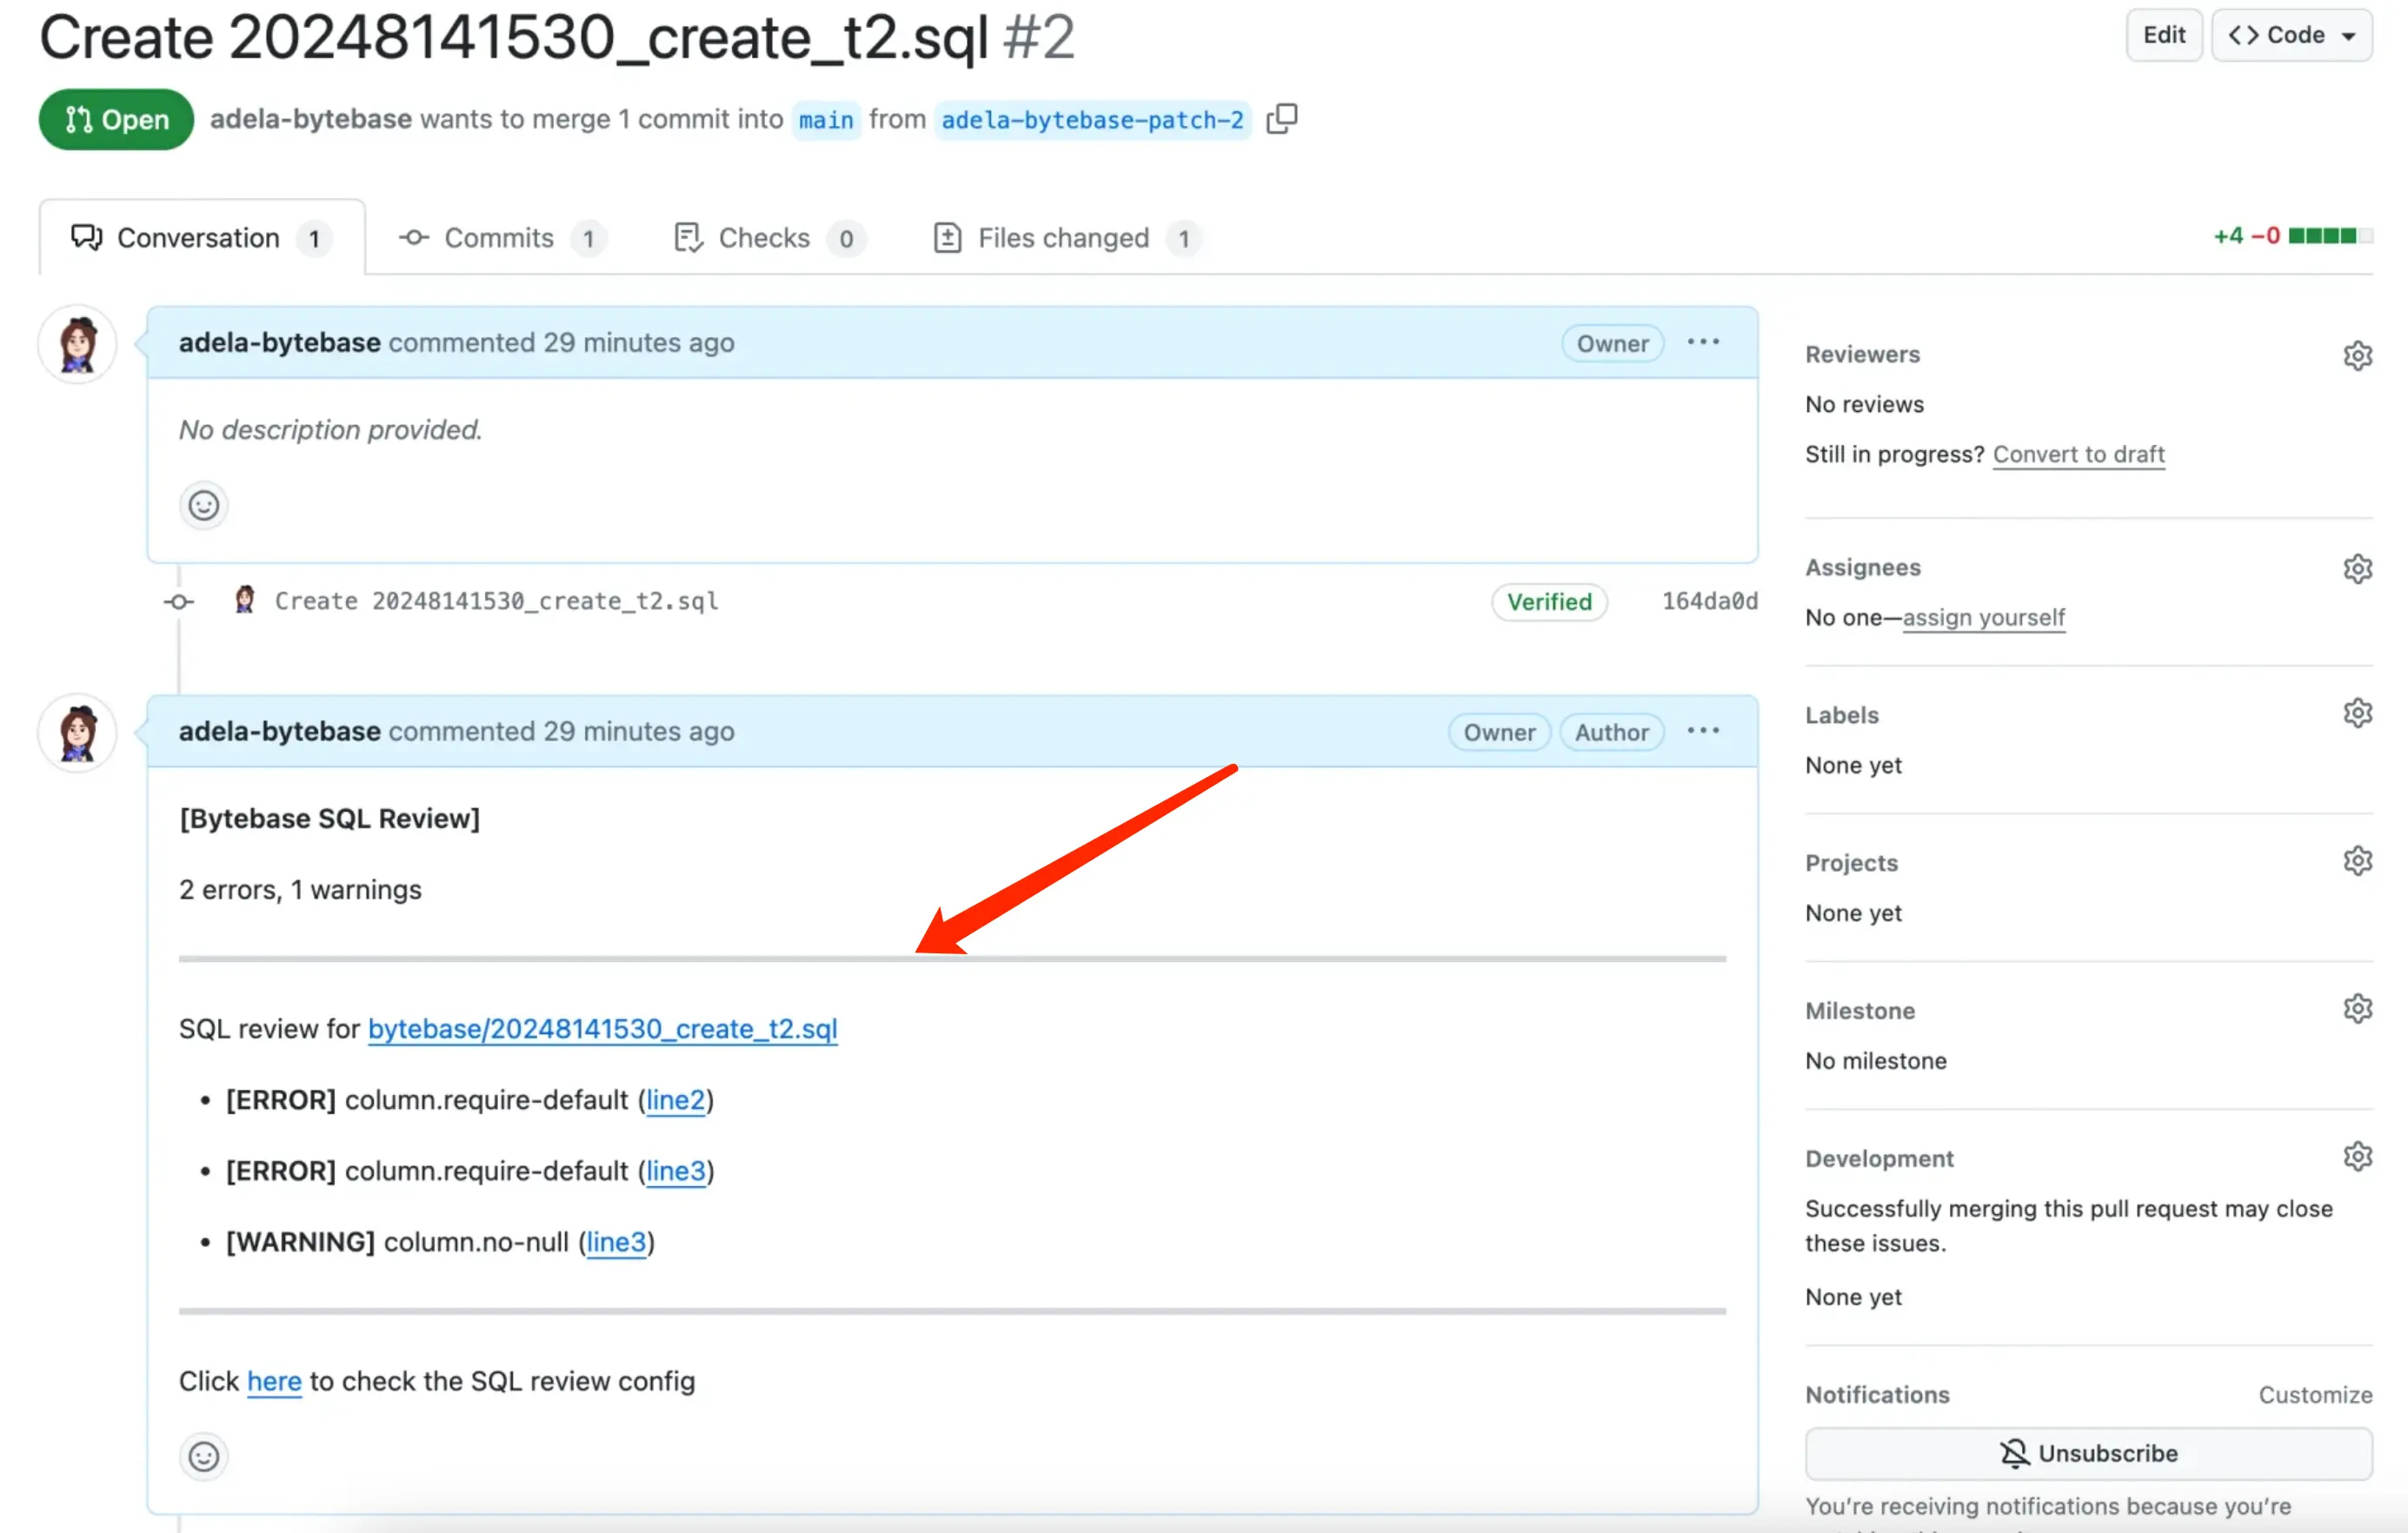 Create 20248141530_create_t2.sql #2
Edit
Code
Open
adela-bytebase wants to merge 1 commit into main from adela-bytebase-patch-2
Conversation 1
Commits 1
Checks 0
Files changed 1
+4 −0
adela-bytebase commented 29 minutes ago
Owner
No description provided.
Create 20248141530_create_t2.sql
Verified
164da0d
adela-bytebase commented 29 minutes ago
Owner
Author
[Bytebase SQL Review]
2 errors, 1 warnings
SQL review for bytebase/20248141530_create_t2.sql
• [ERROR] column.require-default (line2)
• [ERROR] column.require-default (line3)
• [WARNING] column.no-null (line3)
Click here to check the SQL review config
Reviewers
No reviews
Still in progress? Convert to draft
Assignees
No one—assign yourself
Labels
None yet
Projects
None yet
Milestone
No milestone
Development
Successfully merging this pull request may close
these issues.
None yet
Notifications
Customize
Unsubscribe
You’re receiving notifications because you’re